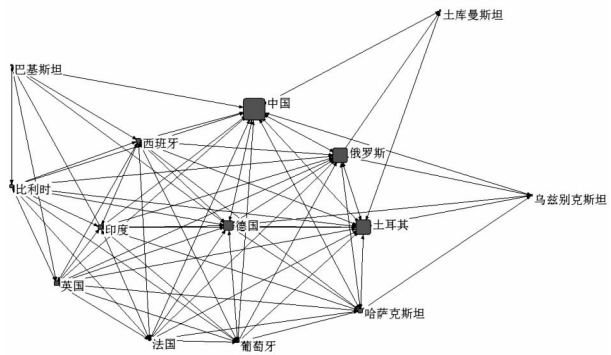 土库曼斯坦
巴基斯坦
中国
西班牙
俄罗斯
比利时
乌兹别克斯坦
印度
德国
土耳其
英国
哈萨克斯坦
法国
葡萄牙